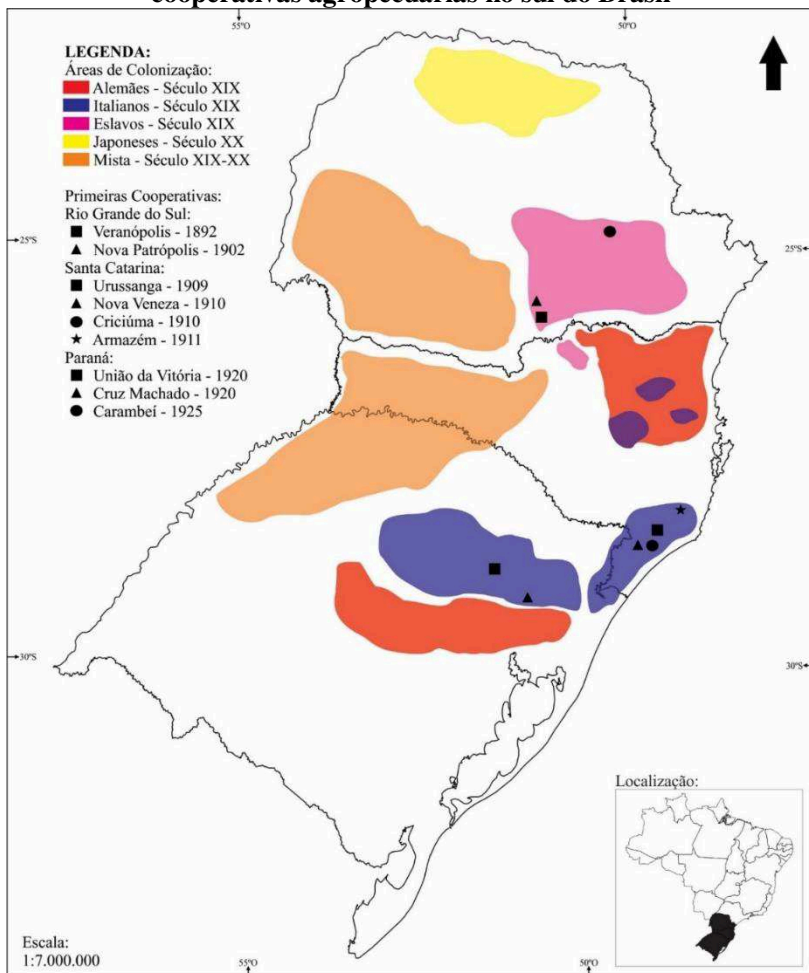 cooperativas agropecuárias no sul do Brasil
55°
50°
LEGENDA:
Áreas de Colonização:
Alemães - Século XIX
Italianos - Século XIX
Eslavos - Século XIX
Japoneses - Século XX
Mista - Século XIX-XX
Primeiras Cooperativas:
Rio Grande do Sul:
Veranópolis - 1892
Nova Patrópolis - 1902
Santa Catarina:
Urussanga - 1909
Nova Veneza - 1910
Criciúma - 1910
Armazém - 1911
Paraná:
União da Vitória - 1920
Cruz Machado - 1920
Carambeí - 1925
25°S
25°S
30°S
30°S
Localização:
Escala:
1:7.000.000
55°
50°